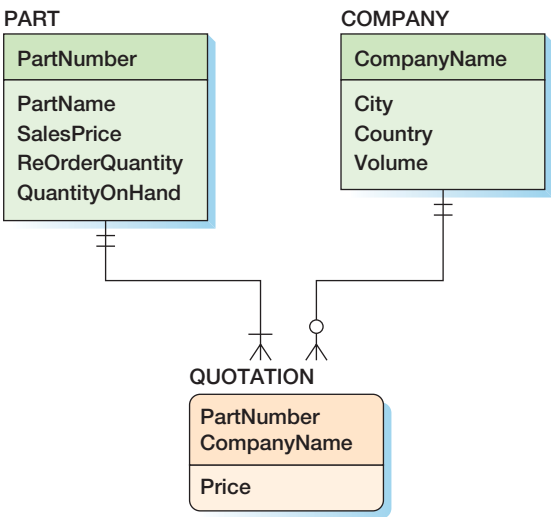 PART
PartNumber
PartName
SalesPrice
ReOrderQuantity
QuantityOnHand
COMPANY
CompanyName
City
Country
Volume
QUOTATION
PartNumber
CompanyName
Price